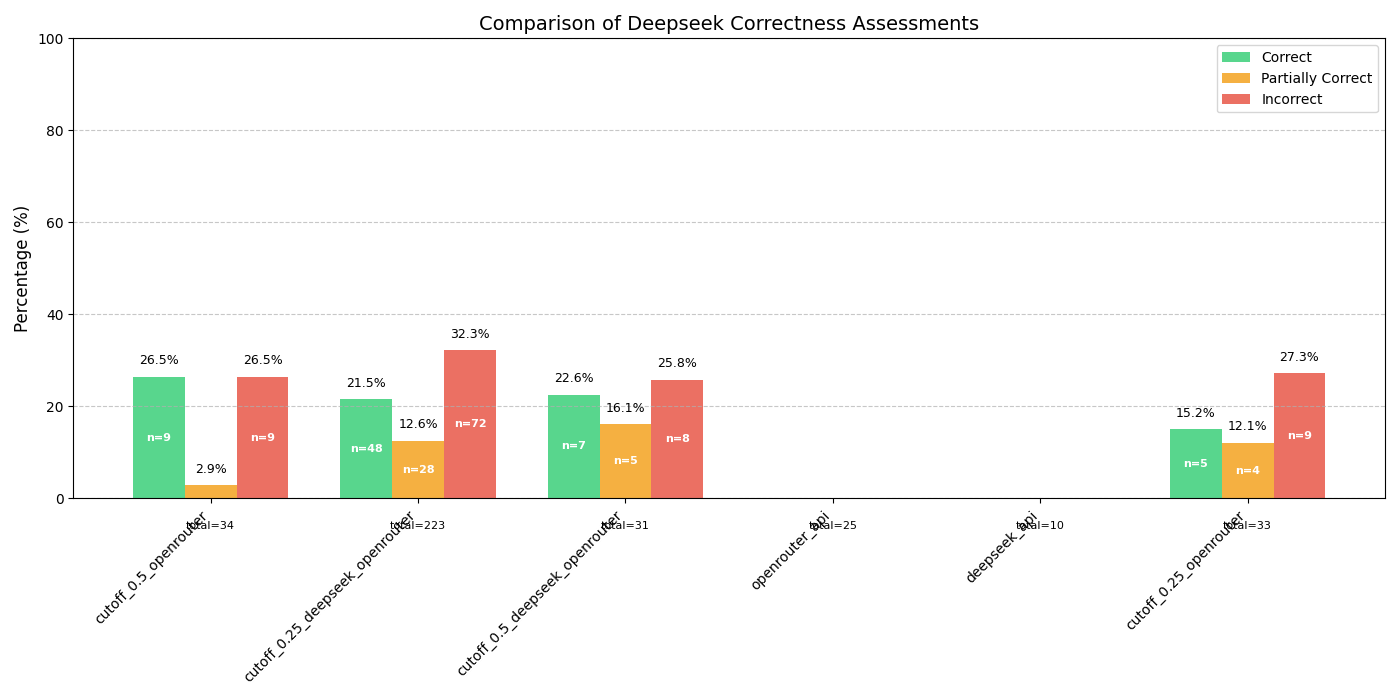 Comparison of Deepseek Correctness Assessments
Correct
Partially Correct
Incorrect
Percentage (%)
100
80
60
40
20
0
26.5%
2.9%
26.5%
n=9
n=9
21.5%
12.6%
32.3%
n=48
n=28
n=72
22.6%
16.1%
25.8%
n=7
n=5
n=8
15.2%
12.1%
27.3%
n=5
n=4
n=9
total=34
total=223
total=31
total=25
total=10
total=33
cutoff_0.5_openrouter
cutoff_0.25_deepseek_openrouter
cutoff_0.5_deepseek_openrouter
openrouter_api
deepseek_api
cutoff_0.25_openrouter